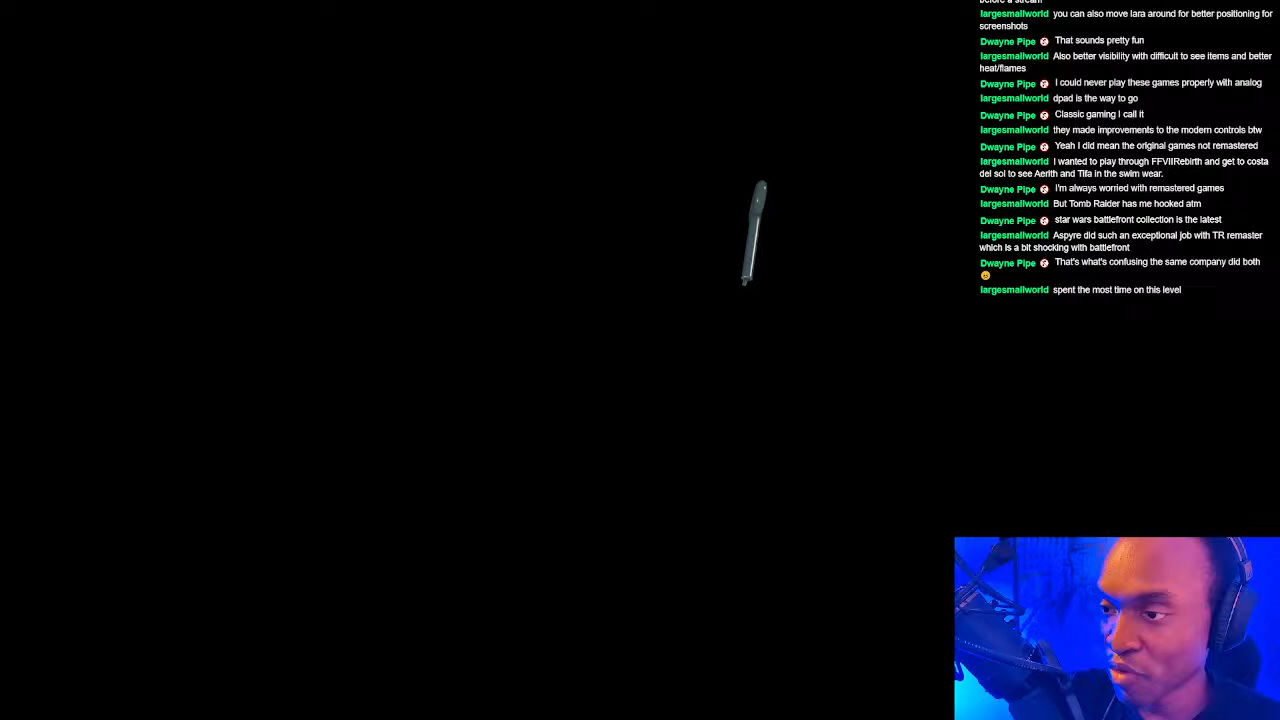 largesmallworld you can also move lara around for better positioning for
screenshots
Dwayne Pipe That sounds pretty fun
largesmallworld Also better visibility with difficult to see items and better
heat/flames
Dwayne Pipe I could never play these games properly with analog
largesmallworld dpad is the way to go
Dwayne Pipe Classic gaming I call it
largesmallworld they made improvements to the modern controls btw
Dwayne Pipe Yeah I did mean the original games not remastered
largesmallworld I wanted to play through FFVIIRebirth and get to costa
del sol to see Aerith and Tifa in the swim wear.
Dwayne Pipe I'm always worried with remastered games
largesmallworld But Tomb Raider has me hooked atm
Dwayne Pipe star wars battlefront collection is the latest
largesmallworld Aspyre did such an exceptional job with TR remaster
which is a bit shocking with battlefront
Dwayne Pipe That's what's confusing the same company did both
largesmallworld spent the most time on this level